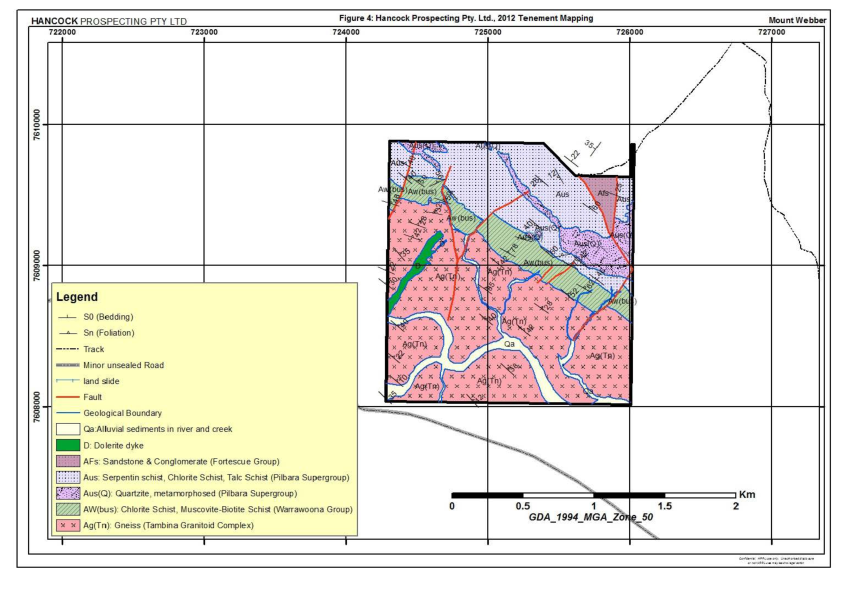 HANCOCK PROSPECTING PTY LTD
Figure 4: Hancock Prospecting Pty. Ltd., 2012 Tenement Mapping
Mount Webber
722000 723000 724000 725000 726000 727000
7610000
7609000
7608000
35
22
Aus
12
Aus
Afs
Aus
Aw(bus)
Aw(bus)
Aw(bus)
Aus(Q)
Aus(Q)
Aw(bus)
Ag(Tn)
Ag(Tn)
Aw(bus)
Ag(Tn)
Ag(Tn)
Qa
Ag(Tn)
Ag(Tn)
Ag(Tn)
Qa
Legend
S0 (Bedding)
Sn (Foliation)
Track
Minor unsealed Road
land slide
Fault
Geological Boundary
Qa:Alluvial sediments in river and creek
D: Dolerite dyke
AFs: Sandstone & Conglomerate (Fortescue Group)
Aus: Serpentin schist, Chlorite Schist, Talc Schist (Pilbara Supergroup)
Aus(Q): Quartzite, metamorphosed (Pilbara Supergroup)
AW(bus): Chlorite Schist, Muscovite-Biotite Schist (Warrawoona Group)
Ag(Tn): Gneiss (Tambina Granitoid Complex)
Km
0 0.5 1 1.5 2
GDA_1994_MGA_Zone_50